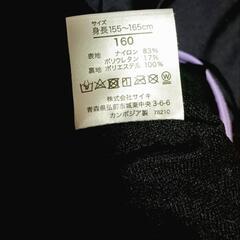 サイズ
身長155～165cm
160
表地 ナイロン 83%
ポリウレタン 17%
裏地 ポリエステル 100%
株式会社サイキ
青森県弘前市城東中央3-6-6
カンボジア製 78210